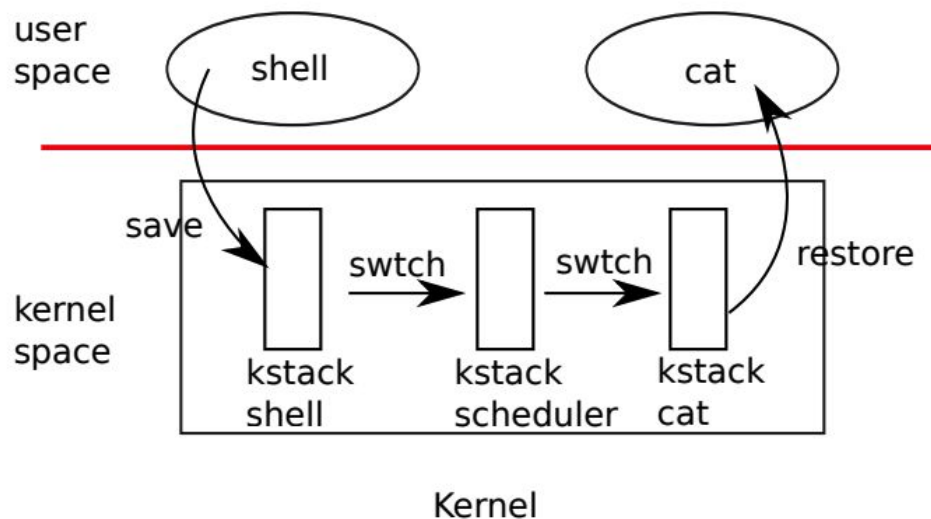 user
space
shell
cat
save
swtch
swtch
restore
kernel
space
kstack
shell
kstack
scheduler
kstack
cat
Kernel